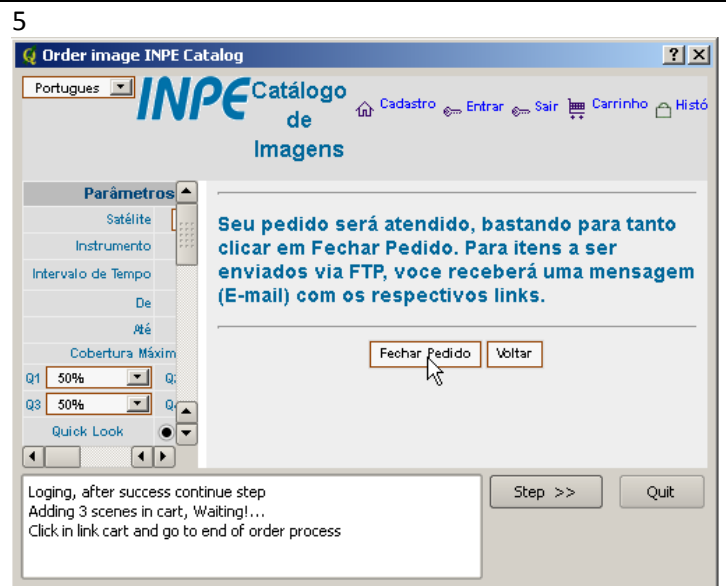 5
Order image INPE Catalog
Portugues
INPE
Catálogo
de
Imagens
Cadastro Entrar Sair Carrinho Histó
Parâmetros
Satélite
Instrumento
Intervalo de Tempo
De
Até
Cobertura Máxim
Q1 50% Q2
Q3 50% Q4
Quick Look
Seu pedido será atendido, bastando para tanto
clicar em Fechar Pedido. Para itens a ser
enviados via FTP, voce receberá uma mensagem
(E-mail) com os respectivos links.
Fechar Pedido Voltar
Loging, after success continue step
Adding 3 scenes in cart, Waiting!...
Click in link cart and go to end of order process
Step >> Quit